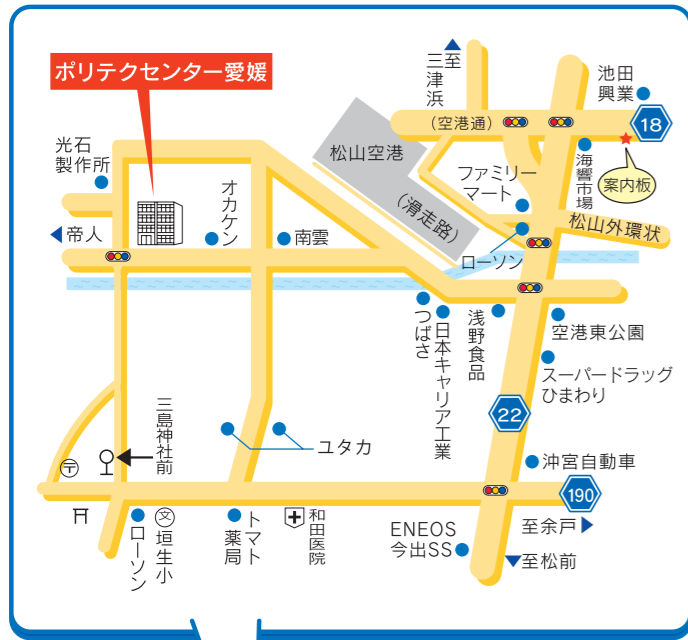 至
三津浜
池田
興業
ポリテクセンター愛媛
(空港通)
18
光石
製作所
松山空港
(滑走路)
ファミリー
マート
海響市場
案内板
オカケン
帝人
南雲
ローソン
松山外環状
つばさ
日本キャリア工業
浅野食品
空港東公園
スーパードラッグ
ひまわり
22
三島神社前
ユタカ
沖宮自動車
〒
190
ローソン
文
垣生小
トマト
薬局
和田医院
ENEOS
今出SS
至余戸
至松前